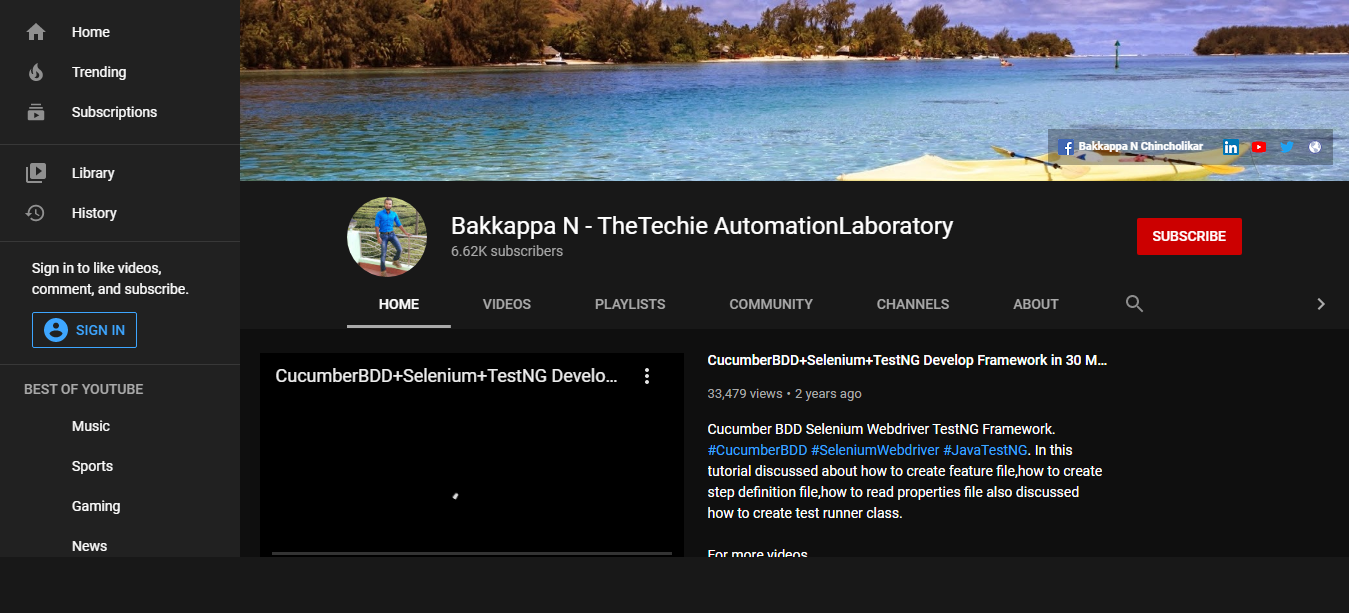 Home
Trending
Subscriptions
Library
History
Sign in to like videos,
comment, and subscribe.
SIGN IN
BEST OF YOUTUBE
Music
Sports
Gaming
News
Bakkappa N Chincholikar
Bakkappa N - TheTechie AutomationLaboratory
6.62K subscribers
SUBSCRIBE
HOME VIDEOS PLAYLISTS COMMUNITY CHANNELS ABOUT
CucumberBDD+Selenium+TestNG Develo...
CucumberBDD+Selenium+TestNG Develop Framework in 30 M...
33,479 views • 2 years ago
Cucumber BDD Selenium Webdriver TestNG Framework.
#CucumberBDD #SeleniumWebdriver #JavaTestNG. In this
tutorial discussed about how to create feature file,how to create
step definition file,how to read properties file also discussed
how to create test runner class.
For more videos